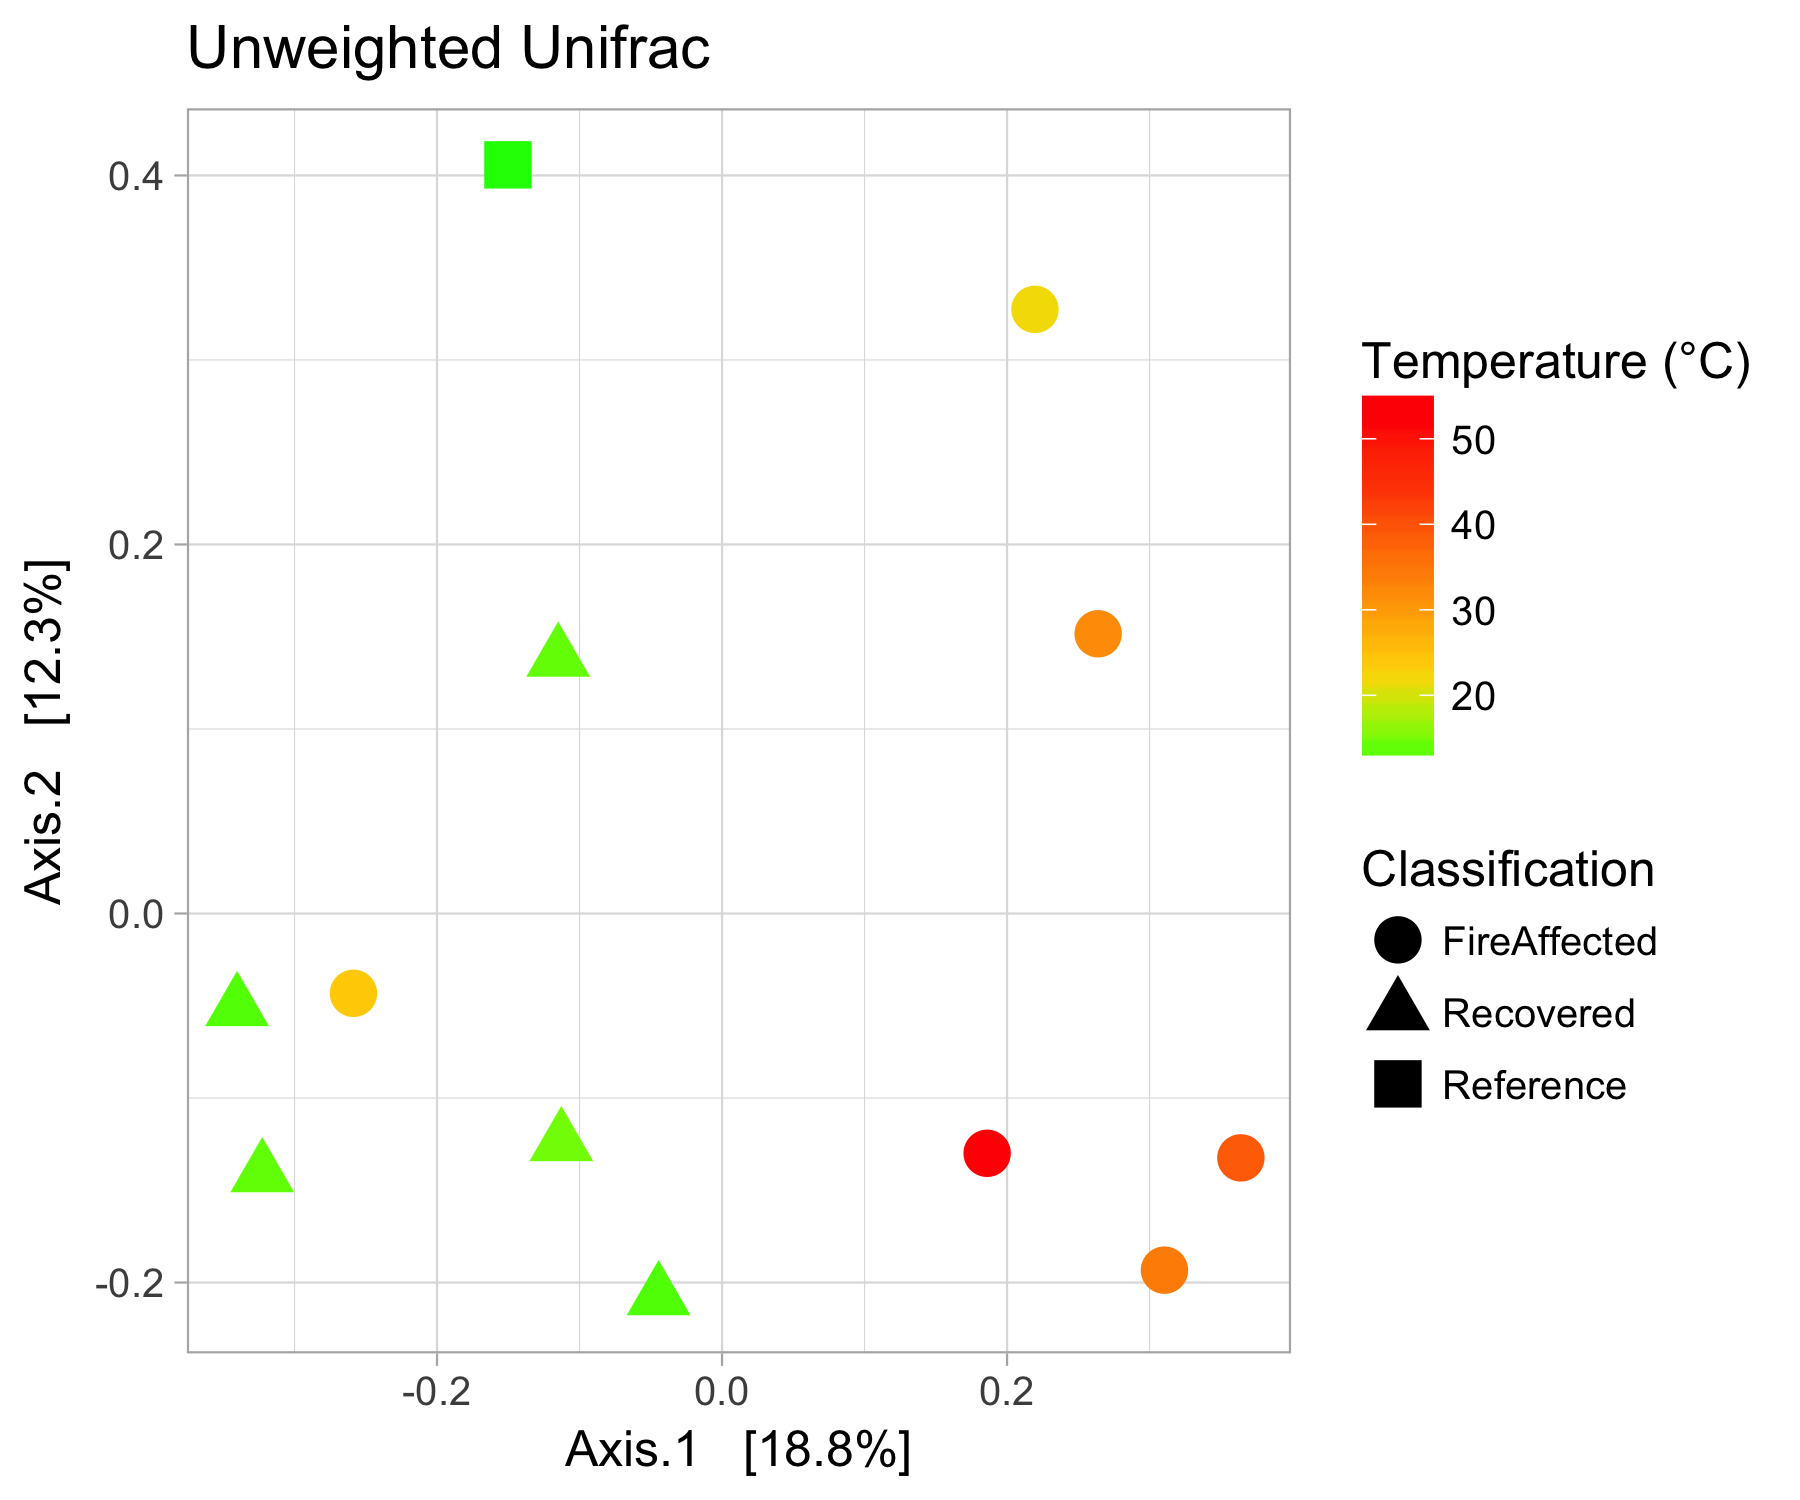 Unweighted Unifrac
0.4
0.2
0.0
-0.2
Axis.2 [12.3%]
-0.2 0.0 0.2
Axis.1 [18.8%]
Temperature (°C)
50
40
30
20
Classification
FireAffected
Recovered
Reference